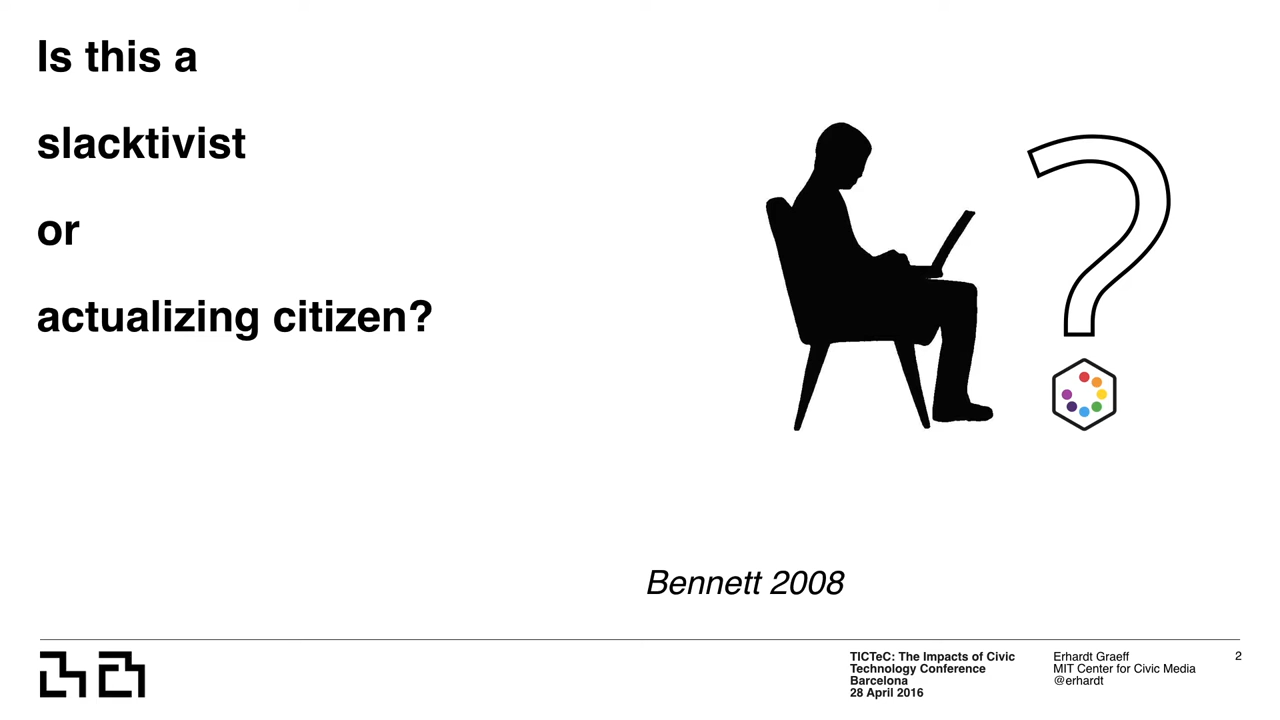 Is this a
slacktivist
or
actualizing citizen?
Bennett 2008
TICTeC: The Impacts of Civic
Technology Conference
Barcelona
28 April 2016
Erhardt Graeff
MIT Center for Civic Media
@erhardt
2